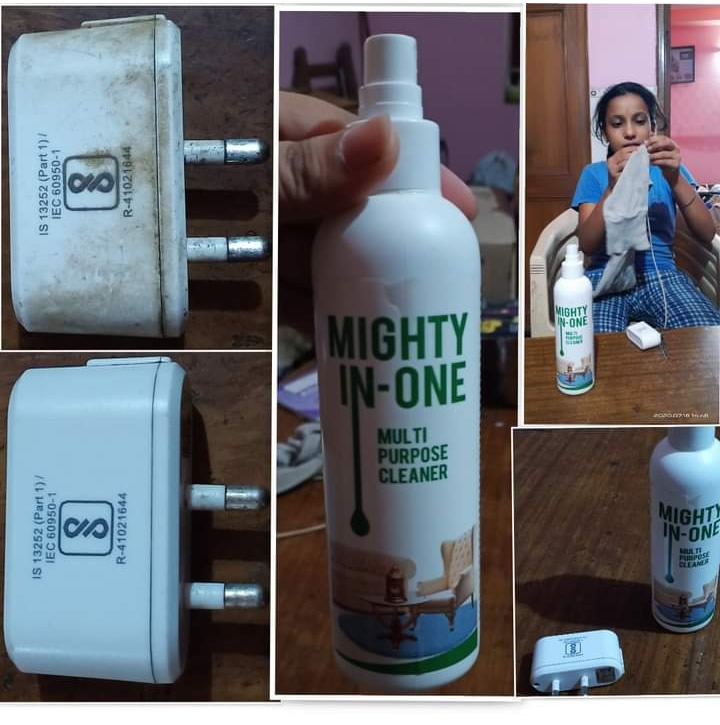 IS 13252 (Part 1) /
IEC 60950-1
R-41021644
IS 13252 (Part 1) /
IEC 60950-1
R-41021644
MIGHTY
IN-ONE
MULTI
PURPOSE
CLEANER
MIGHTY
IN-ONE
MULTI
PURPOSE
CLEANER
MIGHTY
IN-ONE
MULTI
PURPOSE
CLEANER